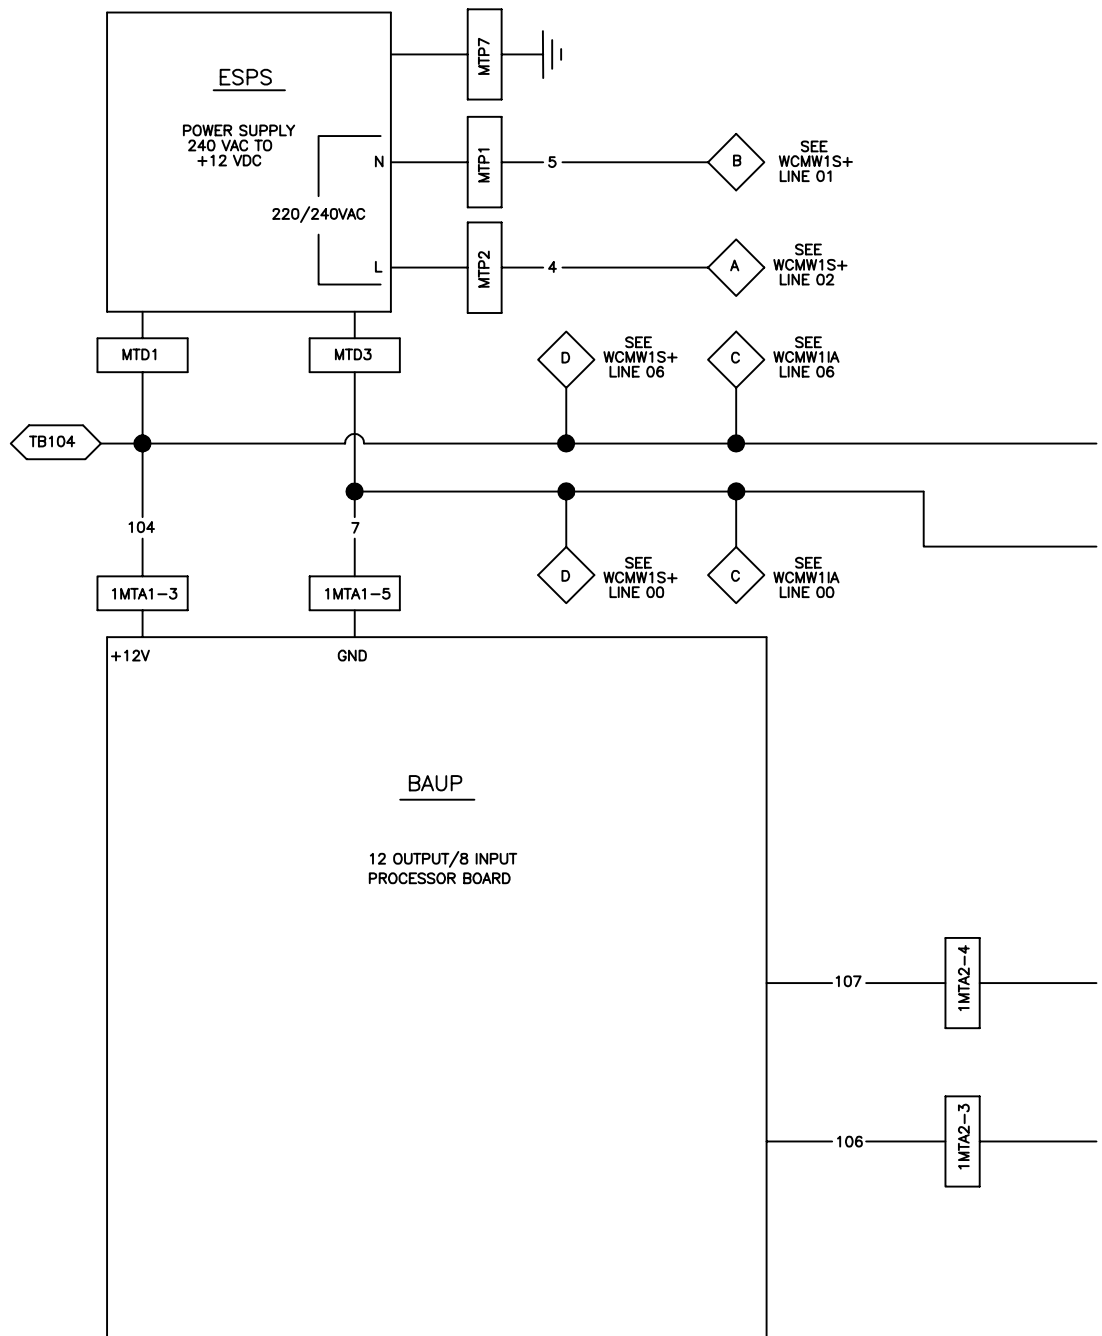 ESPS
POWER SUPPLY
240 VAC TO
+12 VDC
220/240VAC
N
L
MTP7
MTP1
5
B
SEE
WCMW1S+
LINE 01
MTP2
4
A
SEE
WCMW1S+
LINE 02
MTD1
MTD3
D
SEE
WCMW1S+
LINE 06
C
SEE
WCMW1IA
LINE 06
TB104
104
7
D
SEE
WCMW1S+
LINE 00
C
SEE
WCMW1IA
LINE 00
1MTA1-3
1MTA1-5
+12V
GND
BAUP
12 OUTPUT/8 INPUT
PROCESSOR BOARD
107
1MTA2-4
106
1MTA2-3